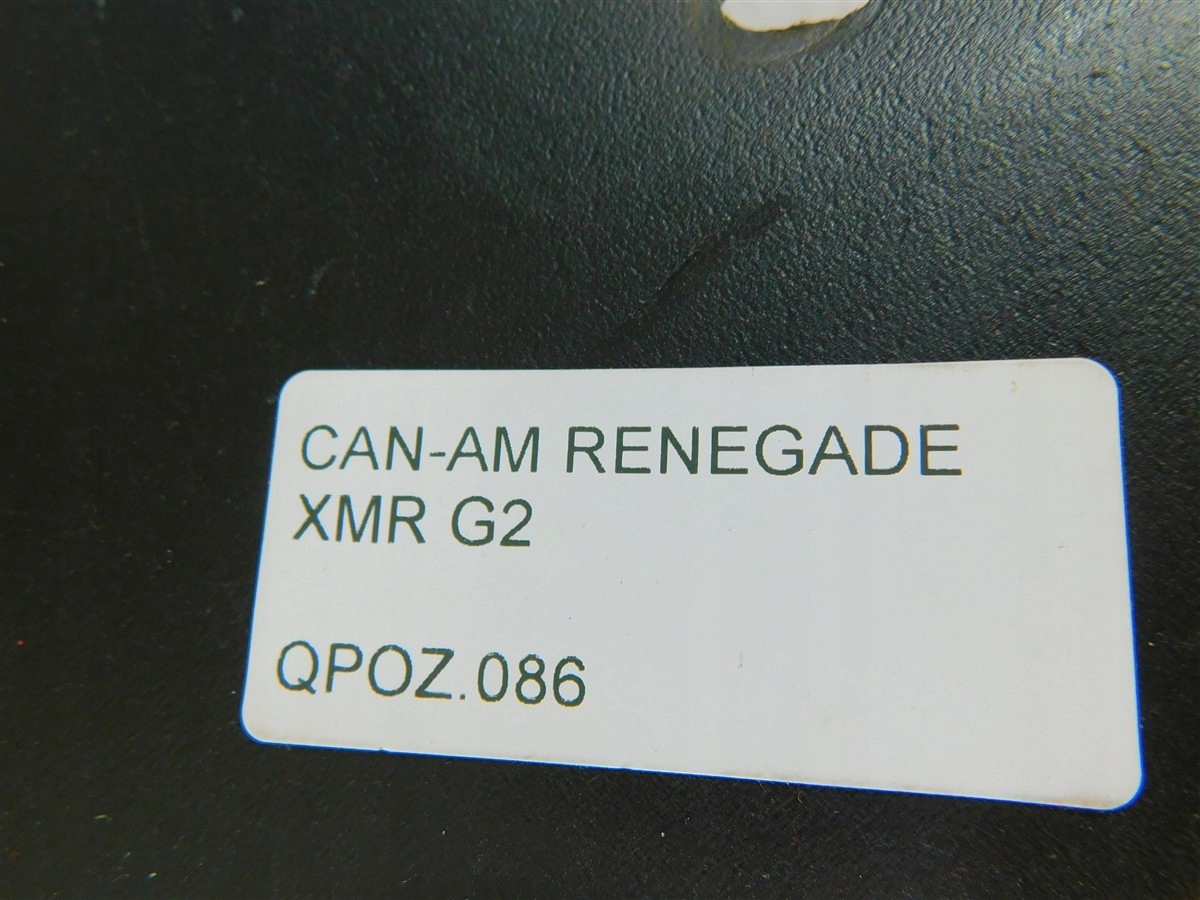 CAN-AM RENEGADE
XMR G2
QPOZ.086